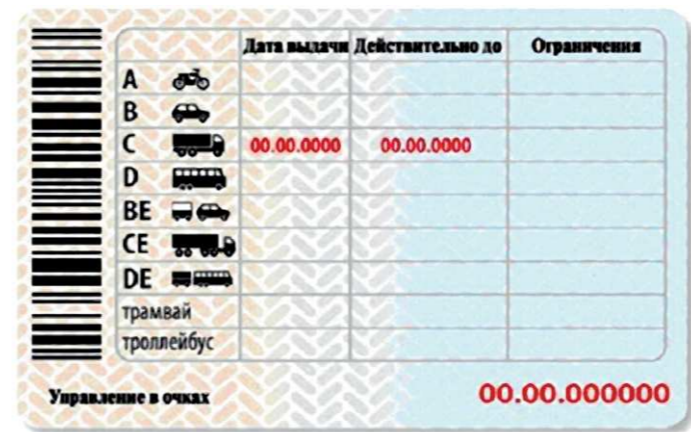 Дата выдачи Действительно до Ограничения
A
B
C 00.00.0000 00.00.0000
D
BE
CE
DE
трамвай
троллейбус
Управление в очках 00.00.000000